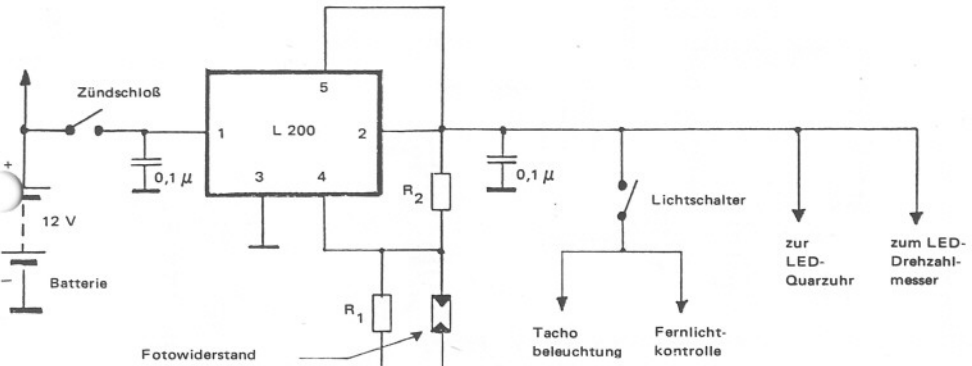 5
Zündschloß
1
L 200
2
0,1 µ
3
4
R2
0,1 µ
Lichtschalter
+
12 V
−
Batterie
zur
LED-
Quarzuhr
zum LED-
Drehzahl-
messer
R1
Fotowiderstand
Tacho
beleuchtung
Fernlicht-
kontrolle